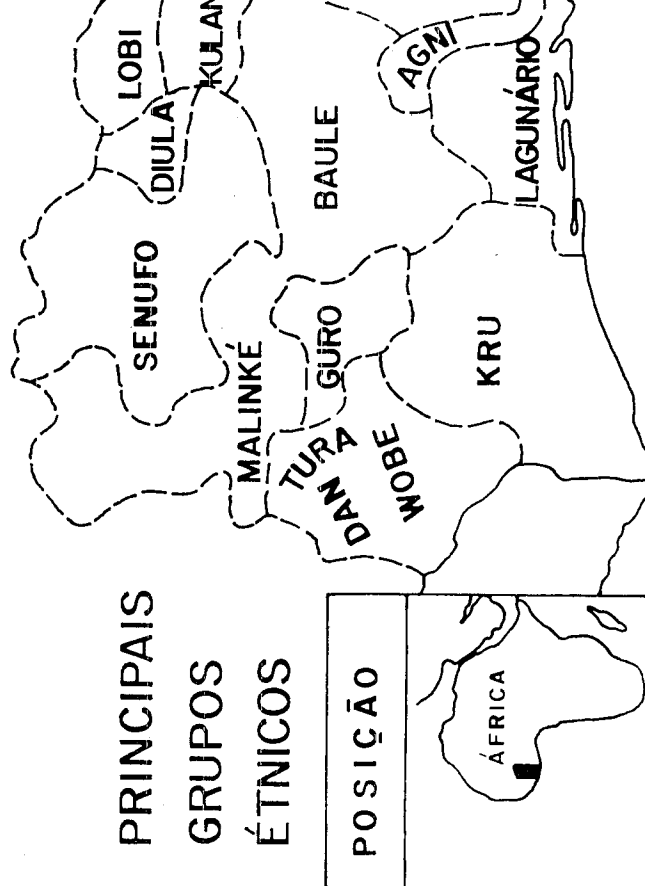 PRINCIPAIS
GRUPOS
ÉTNICOS
POSIÇÃO
ÁFRICA
LOBI
KULAN
DIULA
SENUFO
MALINKÉ
BAULE
AGNI
LAGUNÁRIO
GURO
TURA
DAN
WOBE
KRU